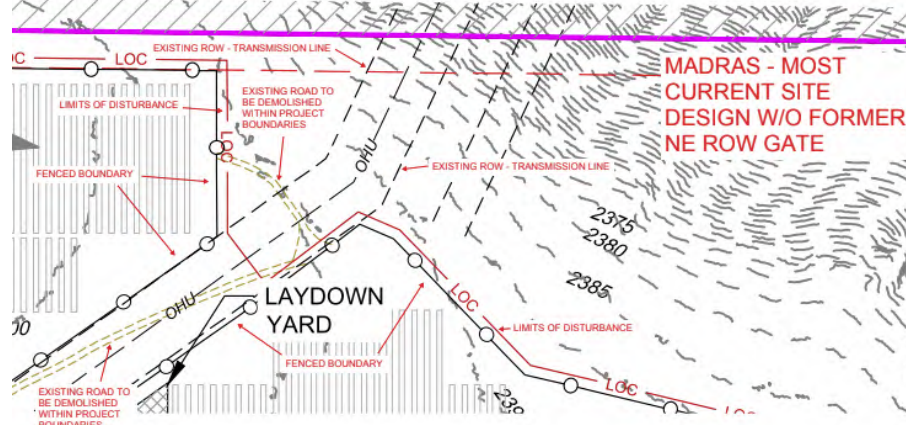 OC
LOC
EXISTING ROW - TRANSMISSION LINE
MADRAS - MOST
CURRENT SITE
DESIGN W/O FORMER
NE ROW GATE
LIMITS OF DISTURBANCE
EXISTING ROAD TO
BE DEMOLISHED
WITHIN PROJECT
BOUNDARIES
LOC
OHU
EXISTING ROW - TRANSMISSION LINE
FENCED BOUNDARY
2375
2380
2385
LAYDOWN
YARD
OHU
LOC
LIMITS OF DISTURBANCE
FENCED BOUNDARY
EXISTING ROAD TO
BE DEMOLISHED
WITHIN PROJECT
BOUNDARIES
LOC